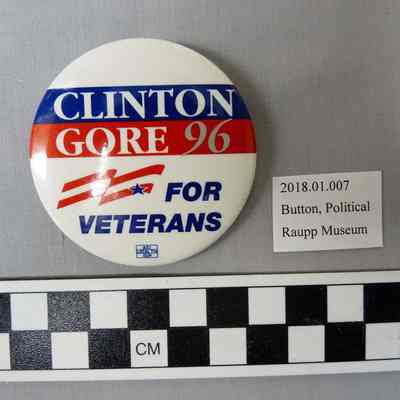 CLINTON
GORE 96
FOR
VETERANS
2018.01.007
Button, Political
Raupp Museum
CM